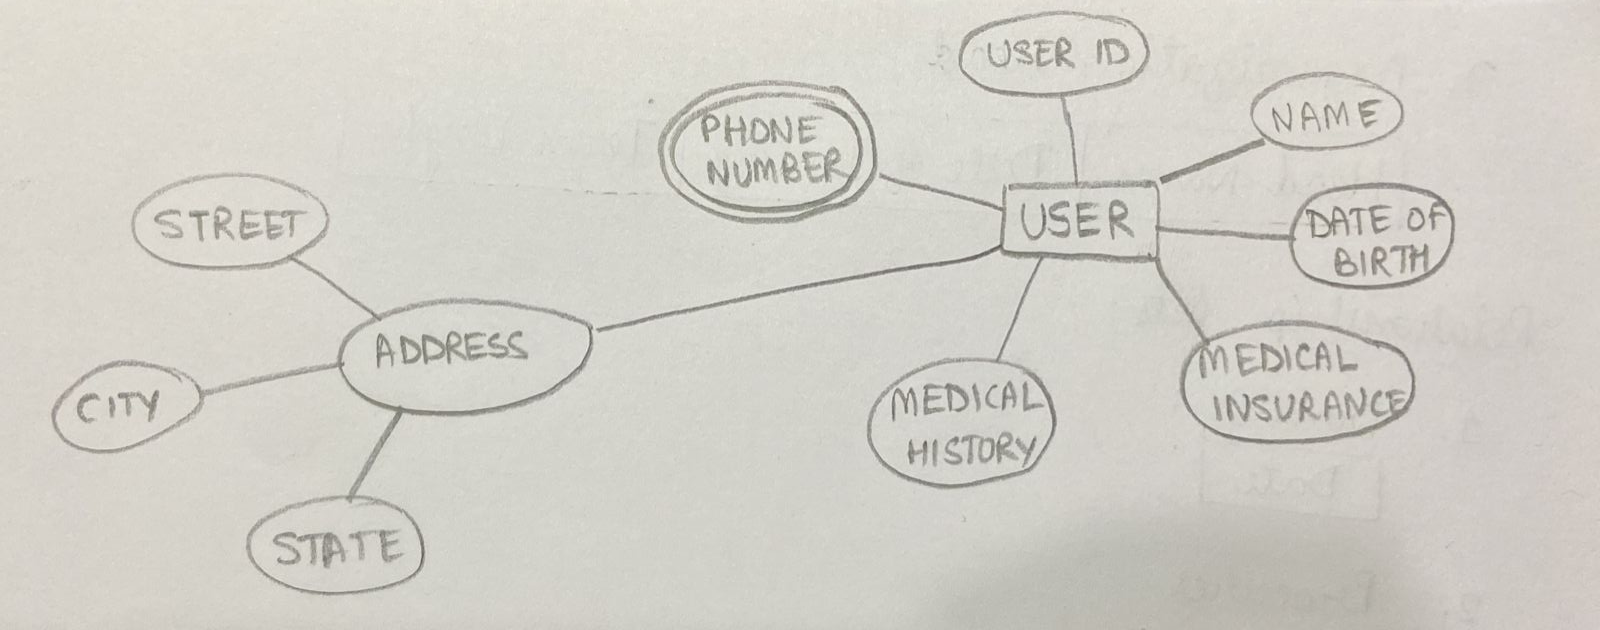 USER ID
NAME
PHONE
NUMBER
USER
DATE OF
BIRTH
STREET
ADDRESS
CITY
STATE
MEDICAL
HISTORY
MEDICAL
INSURANCE